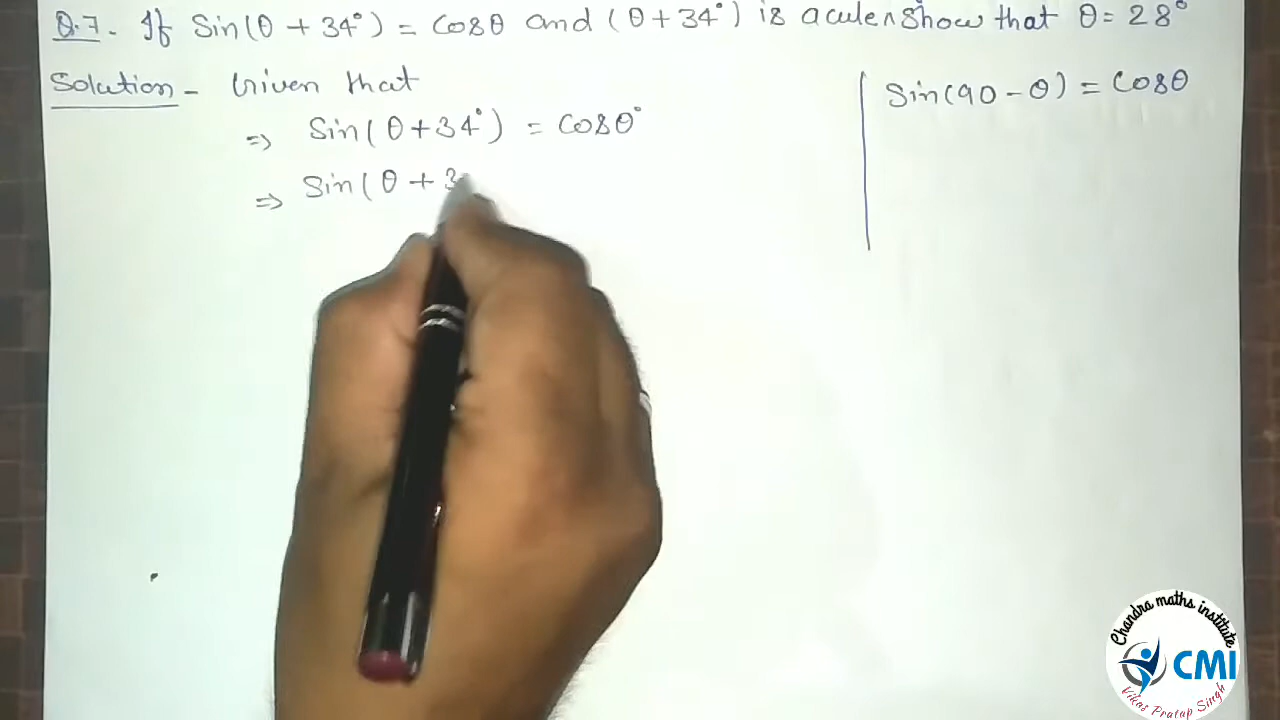 Q.7. If Sin(θ + 34°) = Cosθ and (θ + 34°) is acute show that θ = 28°
Solution - Given that
⇒ Sin(θ + 34°) = Cosθ°
⇒ Sin(θ + 3
Sin(90 - θ) = Cosθ
Chandra maths institute
CMI
Vikas Pratap Singh